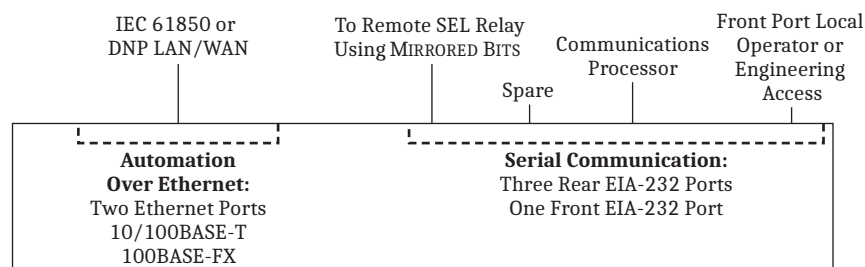 IEC 61850 or
DNP LAN/WAN
To Remote SEL Relay
Using MIRRORED BITS
Spare
Communications
Processor
Front Port Local
Operator or
Engineering
Access
Automation
Over Ethernet:
Two Ethernet Ports
10/100BASE-T
100BASE-FX
Serial Communication:
Three Rear EIA-232 Ports
One Front EIA-232 Port